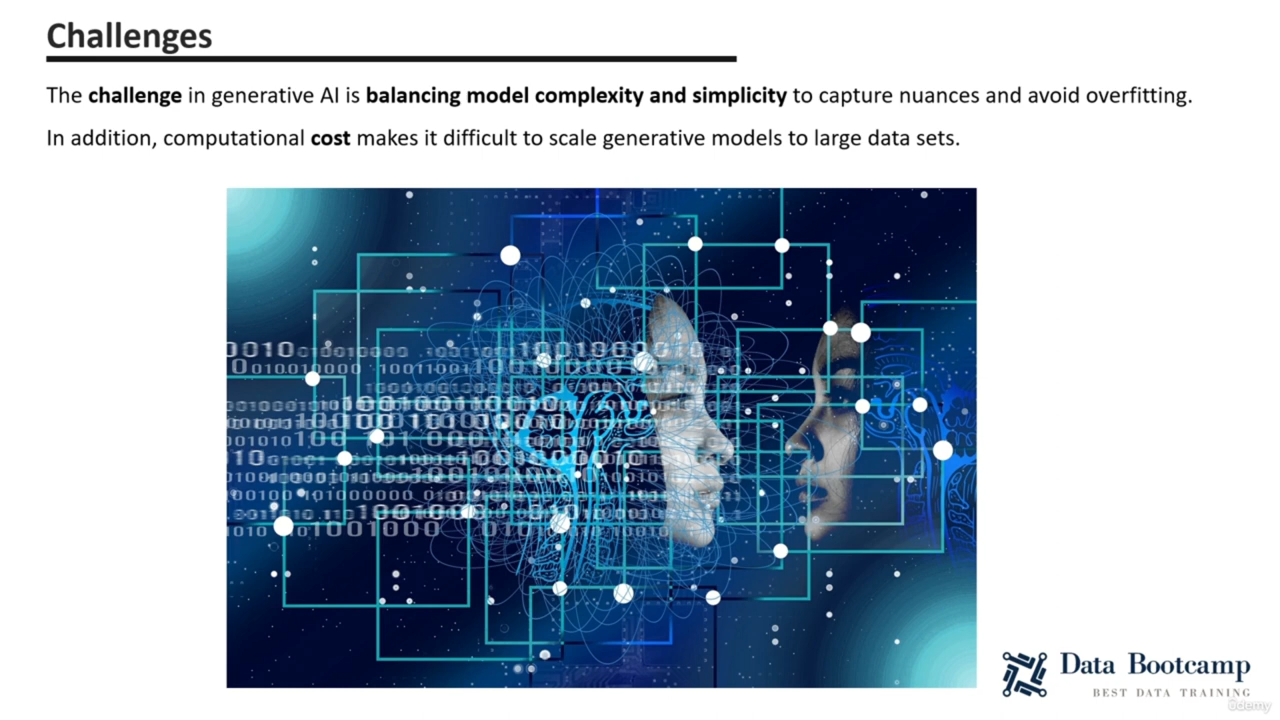 Challenges
The challenge in generative AI is balancing model complexity and simplicity to capture nuances and avoid overfitting.
In addition, computational cost makes it difficult to scale generative models to large data sets.
Data Bootcamp
BEST DATA TRAINING
ûdemy